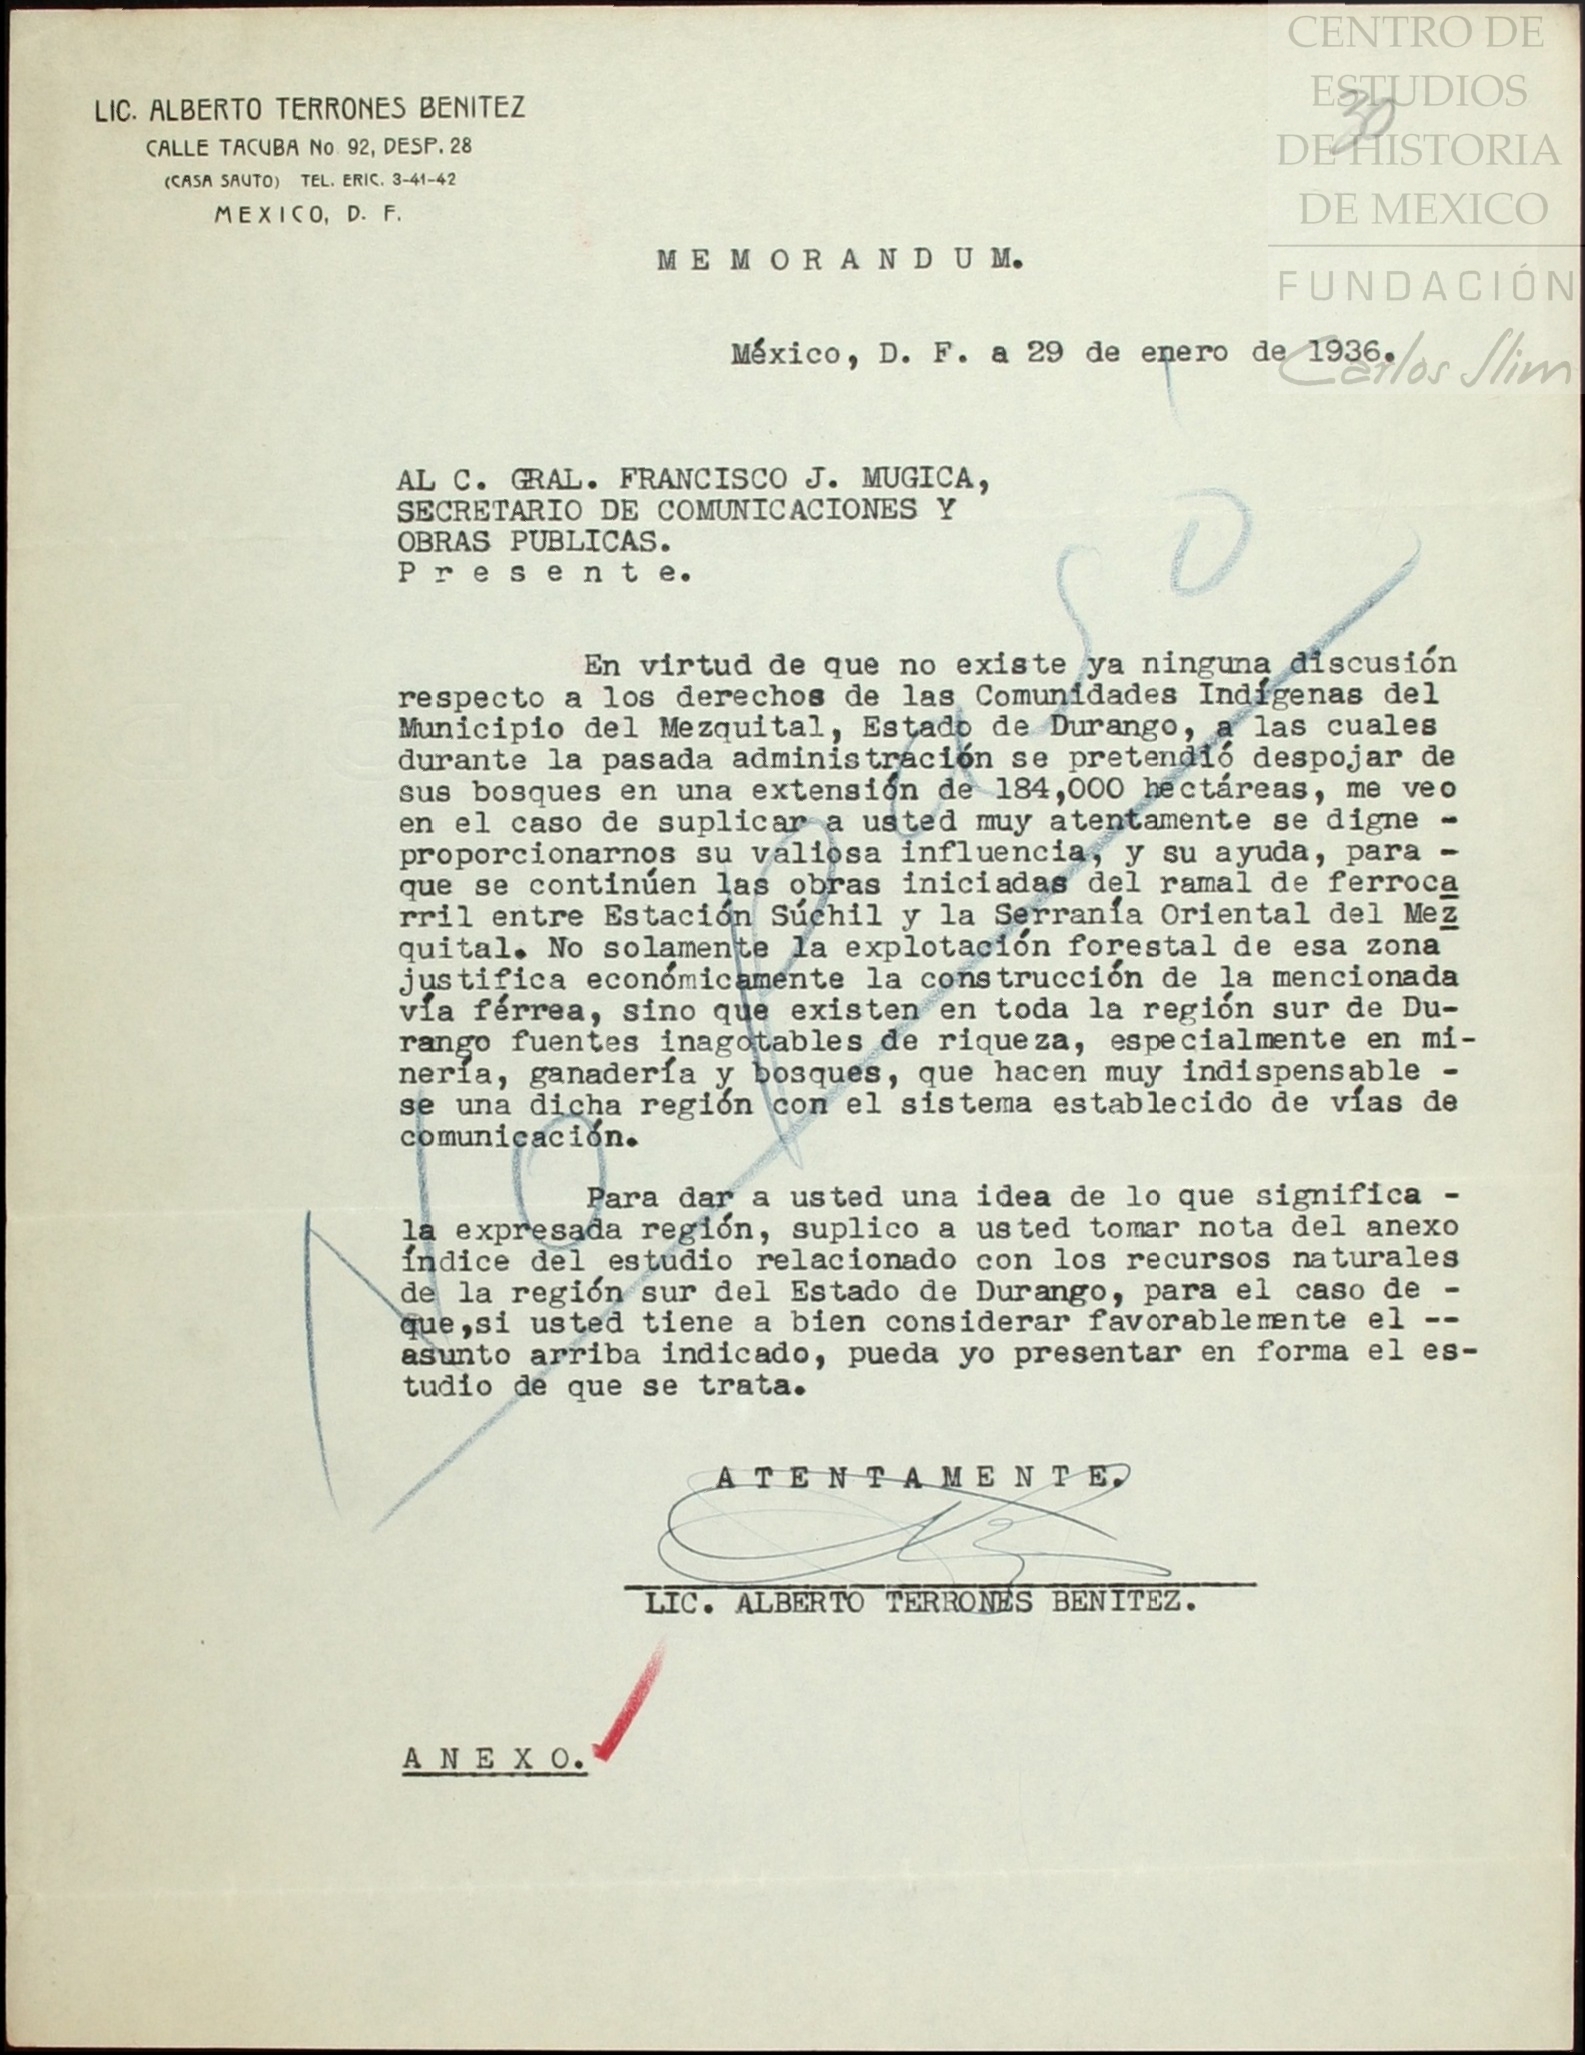 CENTRO DE
ESTUDIOS
DE HISTORIA
DE MEXICO
FUNDACIÓN
Carlos Slim
30
LIC. ALBERTO TERRONES BENITEZ
CALLE TACUBA No. 92, DESP. 28
(CASA SAUTO) TEL. ERIC. 3-41-42
MEXICO, D. F.
M E M O R A N D U M.
México, D. F. a 29 de enero de 1936.
AL C. GRAL. FRANCISCO J. MUGICA,
SECRETARIO DE COMUNICACIONES Y
OBRAS PUBLICAS.
P r e s e n t e.
En virtud de que no existe ya ninguna discusión
respecto a los derechos de las Comunidades Indígenas del
Municipio del Mezquital, Estado de Durango, a las cuales
durante la pasada administración se pretendió despojar de
sus bosques en una extensión de 184,000 hectáreas, me veo
en el caso de suplicar a usted muy atentamente se digne -
proporcionarnos su valiosa influencia, y su ayuda, para -
que se continúen las obras iniciadas del ramal de ferroca
rril entre Estación Súchil y la Serranía Oriental del Mez
quital. No solamente la explotación forestal de esa zona
justifica económicamente la construcción de la mencionada
vía férrea, sino que existen en toda la región sur de Du-
rango fuentes inagotables de riqueza, especialmente en mi-
nería, ganadería y bosques, que hacen muy indispensable -
se una dicha región con el sistema establecido de vías de
comunicación.
Para dar a usted una idea de lo que significa -
la expresada región, suplico a usted tomar nota del anexo
índice del estudio relacionado con los recursos naturales
de la región sur del Estado de Durango, para el caso de -
que,si usted tiene a bien considerar favorablemente el --
asunto arriba indicado, pueda yo presentar en forma el es-
tudio de que se trata.
No Pasó
A T E N T A M E N T E.
LIC. ALBERTO TERRONES BENITEZ.
A N E X O.